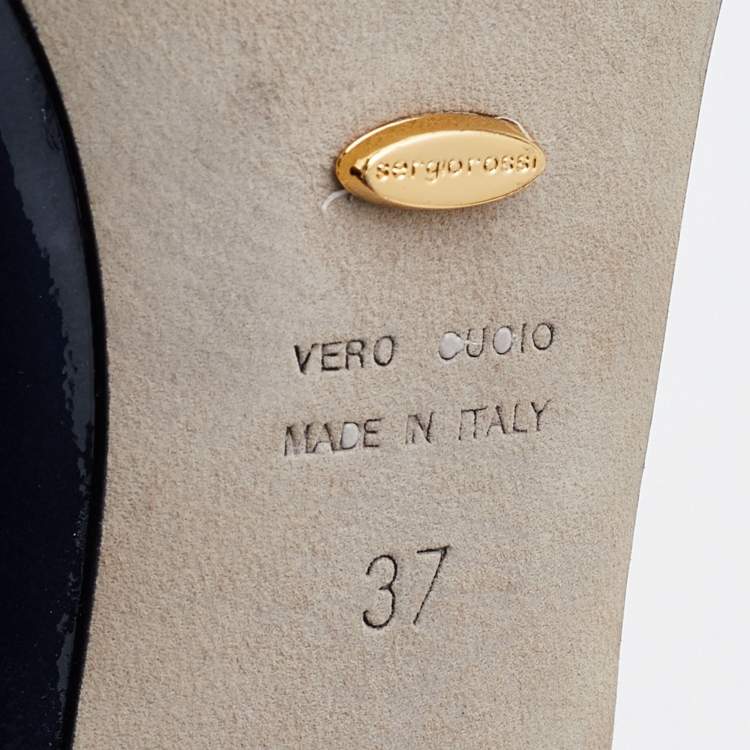 sergiorossi
VERO CUOIO
MADE IN ITALY
37